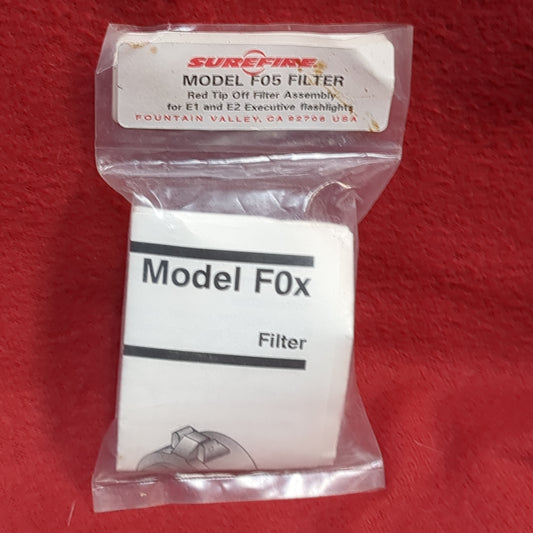 SUREFIRE
MODEL F05 FILTER
Red Tip Off Filter Assembly
for E1 and E2 Executive flashlights
FOUNTAIN VALLEY, CA 92708 USA
Model F0x
Filter